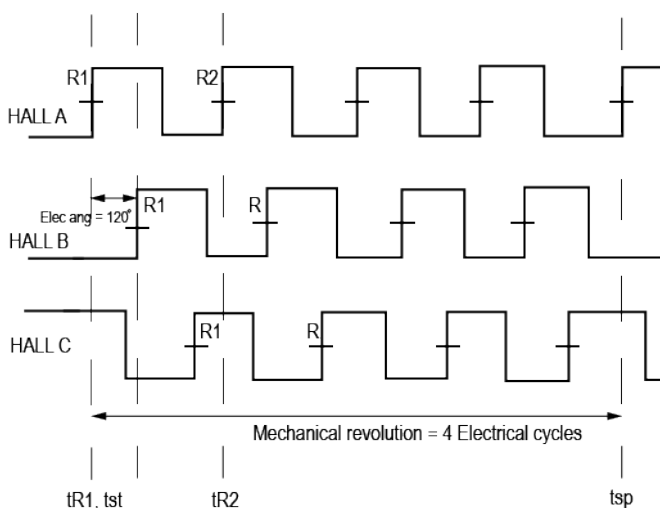 R1 R2
HALL A
R1 R
Elec ang = 120°
HALL B
R1 R
HALL C
Mechanical revolution = 4 Electrical cycles
tR1, tst tR2 tsp